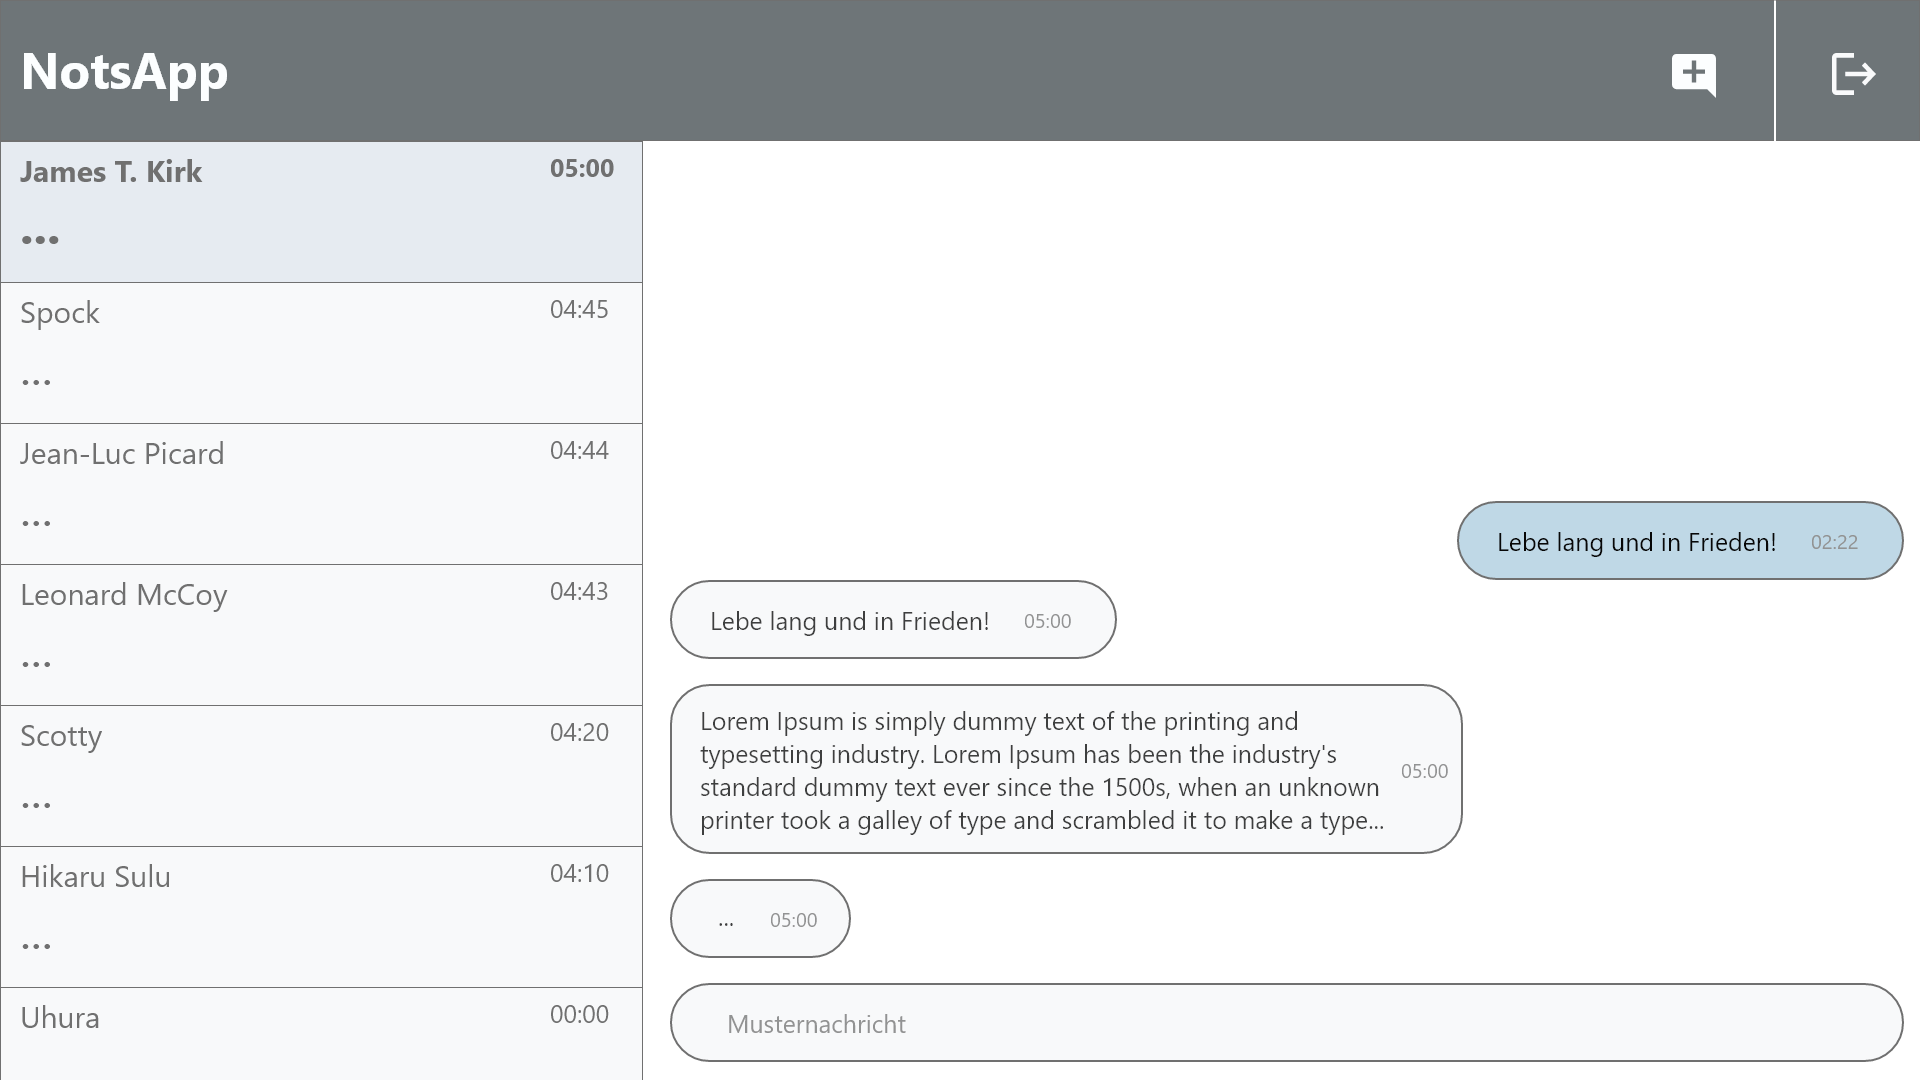 NotsApp
James T. Kirk 05:00
...
Spock 04:45
...
Jean-Luc Picard 04:44
...
Leonard McCoy 04:43
...
Scotty 04:20
...
Hikaru Sulu 04:10
...
Uhura 00:00
Lebe lang und in Frieden! 02:22
Lebe lang und in Frieden! 05:00
Lorem Ipsum is simply dummy text of the printing and
typesetting industry. Lorem Ipsum has been the industry's
standard dummy text ever since the 1500s, when an unknown
printer took a galley of type and scrambled it to make a type...
05:00
... 05:00
Musternachricht